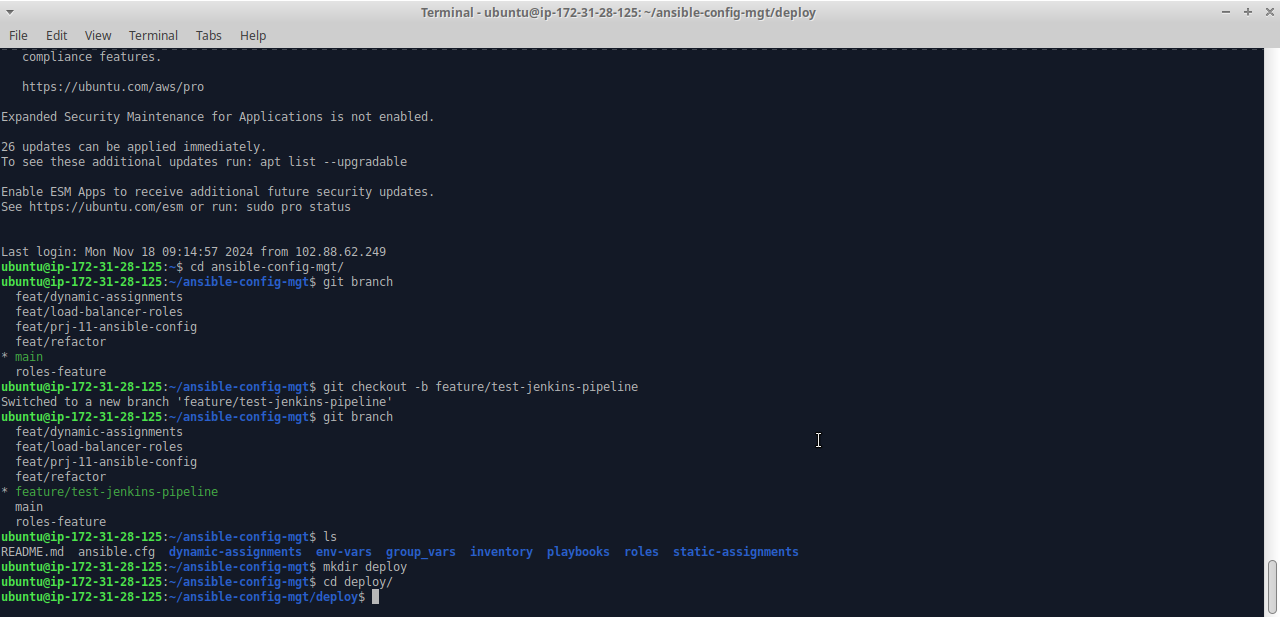 Terminal - ubuntu@ip-172-31-28-125: ~/ansible-config-mgt/deploy
File Edit View Terminal Tabs Help
compliance features.
https://ubuntu.com/aws/pro
Expanded Security Maintenance for Applications is not enabled.
26 updates can be applied immediately.
To see these additional updates run: apt list --upgradable
Enable ESM Apps to receive additional future security updates.
See https://ubuntu.com/esm or run: sudo pro status
Last login: Mon Nov 18 09:14:57 2024 from 102.88.62.249
ubuntu@ip-172-31-28-125:~$ cd ansible-config-mgt/
ubuntu@ip-172-31-28-125:~/ansible-config-mgt$ git branch
feat/dynamic-assignments
feat/load-balancer-roles
feat/prj-11-ansible-config
feat/refactor
* main
roles-feature
ubuntu@ip-172-31-28-125:~/ansible-config-mgt$ git checkout -b feature/test-jenkins-pipeline
Switched to a new branch 'feature/test-jenkins-pipeline'
ubuntu@ip-172-31-28-125:~/ansible-config-mgt$ git branch
feat/dynamic-assignments
feat/load-balancer-roles
feat/prj-11-ansible-config
feat/refactor
* feature/test-jenkins-pipeline
main
roles-feature
ubuntu@ip-172-31-28-125:~/ansible-config-mgt$ ls
README.md ansible.cfg dynamic-assignments env-vars group_vars inventory playbooks roles static-assignments
ubuntu@ip-172-31-28-125:~/ansible-config-mgt$ mkdir deploy
ubuntu@ip-172-31-28-125:~/ansible-config-mgt$ cd deploy/
ubuntu@ip-172-31-28-125:~/ansible-config-mgt/deploy$